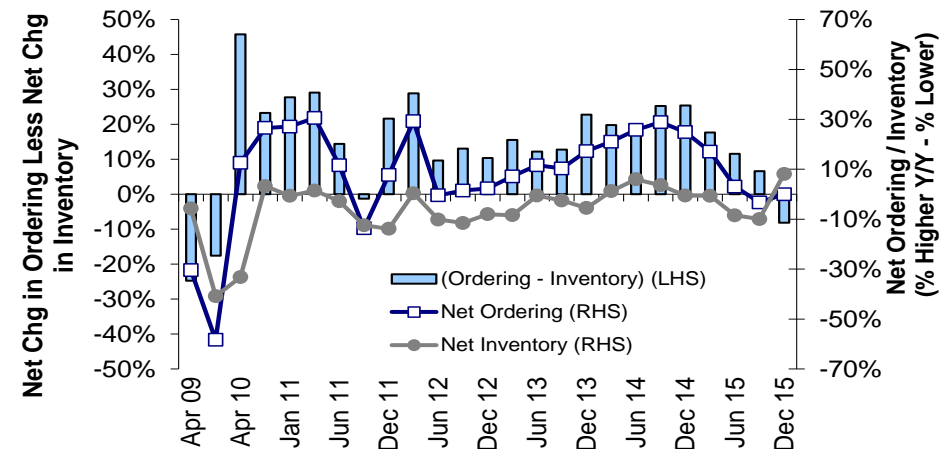 Net Chg in Ordering Less Net Chg
in Inventory
50%
40%
30%
20%
10%
0%
-10%
-20%
-30%
-40%
-50%
70%
50%
30%
10%
-10%
-30%
-50%
-70%
Net Ordering / Inventory
(% Higher Y/Y - % Lower)
(Ordering - Inventory) (LHS)
Net Ordering (RHS)
Net Inventory (RHS)
Apr 09
Apr 10
Jan 11
Jun 11
Dec 11
Jun 12
Dec 12
Jun 13
Dec 13
Jun 14
Dec 14
Jun 15
Dec 15